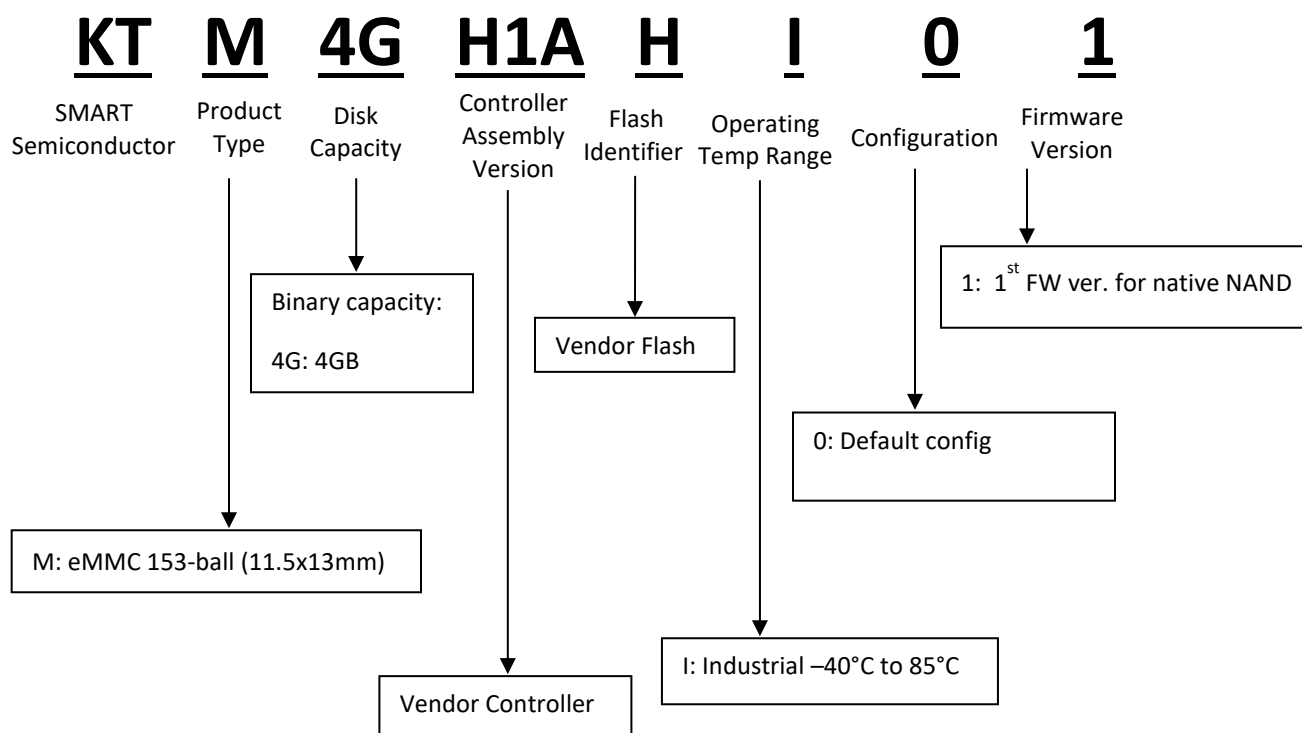 KT M 4G H1A H I 0 1
SMART
Semiconductor
Product
Type
Disk
Capacity
Controller
Assembly
Version
Flash
Identifier
Operating
Temp Range
Configuration
Firmware
Version
1: 1st FW ver. for native NAND
Binary capacity:
4G: 4GB
Vendor Flash
0: Default config
M: eMMC 153-ball (11.5x13mm)
I: Industrial –40°C to 85°C
Vendor Controller